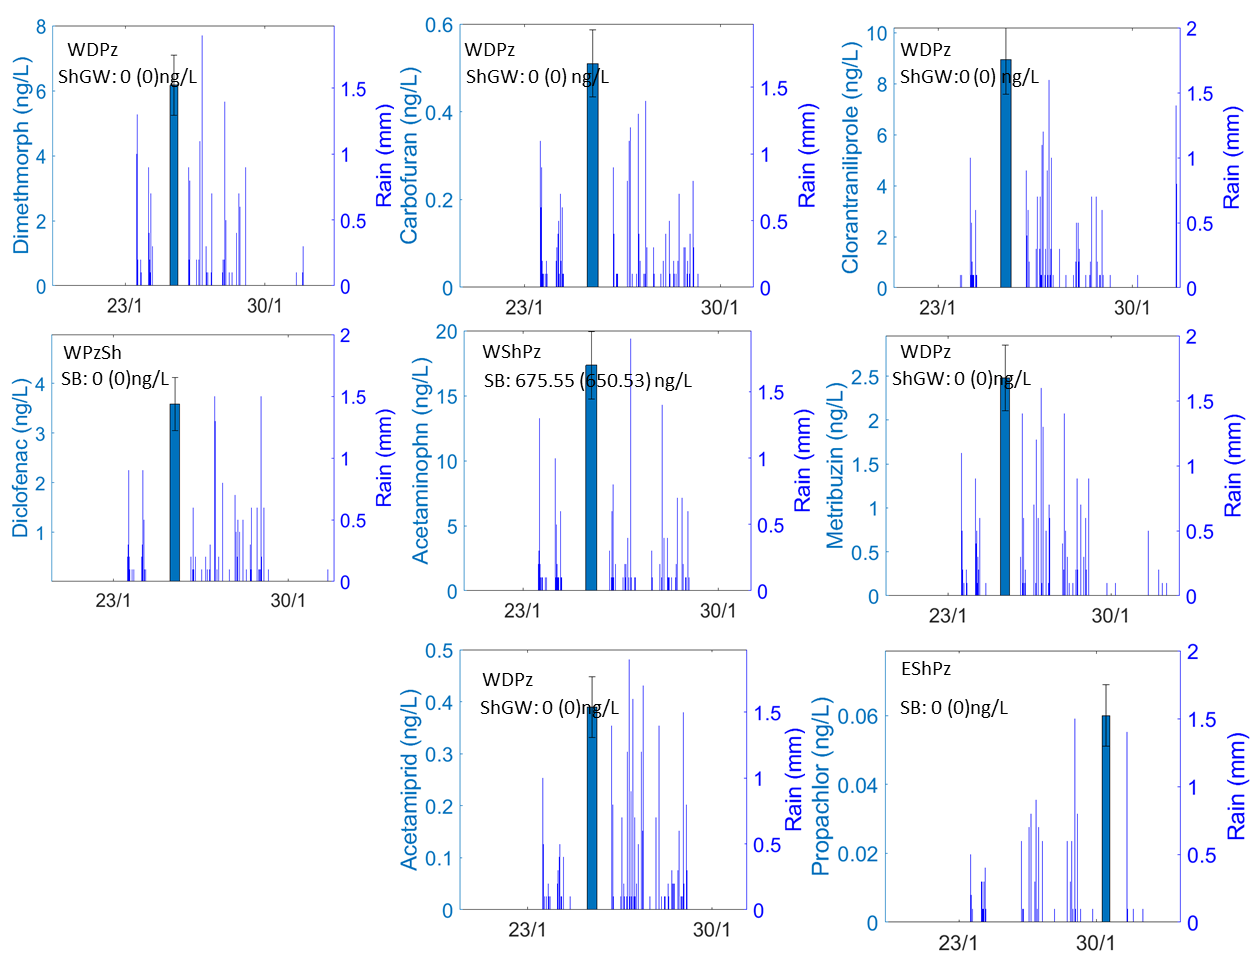 Dimethmorph (ng/L)
8
6
4
2
0
WDPz
ShGW: 0 (0)ng/L
23/1
30/1
1.5
1
0.5
0
Rain (mm)
Carbofuran (ng/L)
0.6
0.4
0.2
0
WDPz
ShGW: 0 (0) ng/L
23/1
30/1
1.5
1
0.5
0
Rain (mm)
Clorantraniliprole (ng/L)
10
8
6
4
2
0
WDPz
ShGW:0 (0) ng/L
23/1
30/1
2
1.5
1
0.5
0
Rain (mm)
Diclofenac (ng/L)
4
3
2
1
WPzSh
SB: 0 (0)ng/L
23/1
30/1
2
1.5
1
0.5
0
Rain (mm)
Acetaminophn (ng/L)
20
15
10
5
0
WShPz
SB: 675.55 (650.53) ng/L
23/1
30/1
1.5
1
0.5
0
Rain (mm)
Metribuzin (ng/L)
2.5
2
1.5
1
0.5
0
WDPz
ShGW: 0 (0)ng/L
23/1
30/1
2
1.5
1
0.5
0
Rain (mm)
Acetamiprid (ng/L)
0.5
0.4
0.3
0.2
0.1
0
WDPz
ShGW: 0 (0)ng/L
23/1
30/1
1.5
1
0.5
0
Rain (mm)
Propachlor (ng/L)
0.06
0.04
0.02
0
EShPz
SB: 0 (0)ng/L
23/1
30/1
2
1.5
1
0.5
0
Rain (mm)